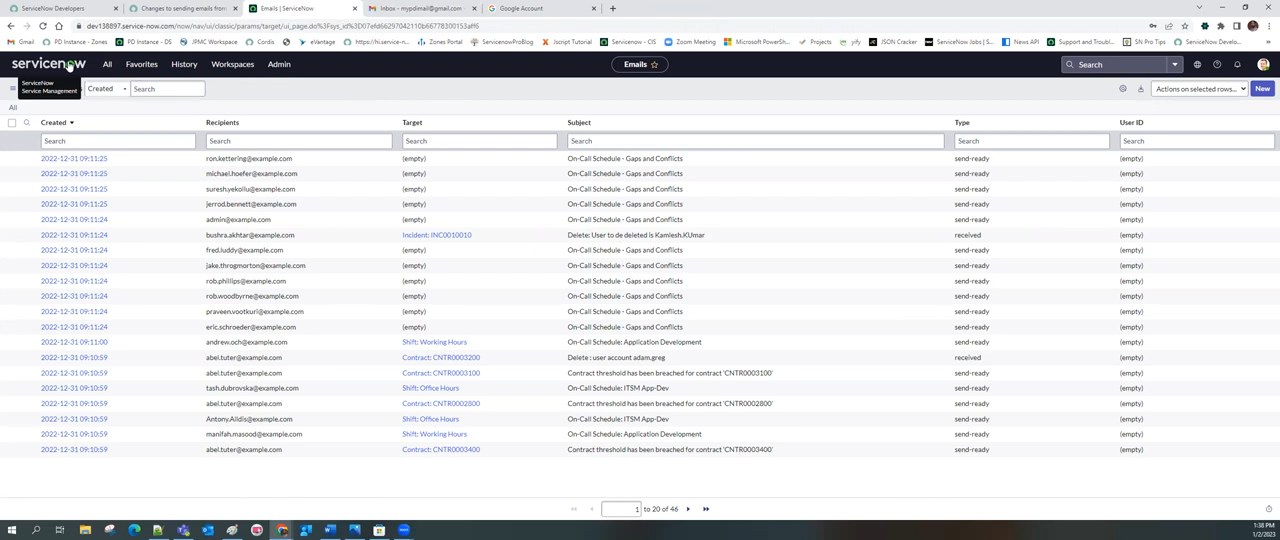 ServiceNow Developers
Changes to sending emails from
Emails | ServiceNow
Inbox - mypdimail@gmail.com -
Google Account
dev138897.service-now.com/now/nav/ui/classic/params/target/ui_page.do%3Fsys_id%3D07efd66297042110b66778300153aff6
Gmail
PD Instance - Zones
PD Instance - DS
JPMC Workspace
Cordis
eVantage
https://hi.service-n...
Zones Portal
ServicenowProBlog
Jscript Tutorial
Servicenow - CIS
Zoom Meeting
Microsoft PowerSh...
Projects
yify
JSON Cracker
ServiceNow Jobs | S...
News API
Support and Troubl...
SN Pro Tips
ServiceNow Develo...
servicenow
All
Favorites
History
Workspaces
Admin
Emails
Search
ServiceNow
Service Management
Created
Search
Actions on selected rows...
New
All
Created Recipients Target Subject Type User ID
Search Search Search Search Search Search
2022-12-31 09:11:25 ron.kettering@example.com (empty) On-Call Schedule - Gaps and Conflicts send-ready (empty)
2022-12-31 09:11:25 michael.hoefer@example.com (empty) On-Call Schedule - Gaps and Conflicts send-ready (empty)
2022-12-31 09:11:25 suresh.yekollu@example.com (empty) On-Call Schedule - Gaps and Conflicts send-ready (empty)
2022-12-31 09:11:25 jerrod.bennett@example.com (empty) On-Call Schedule - Gaps and Conflicts send-ready (empty)
2022-12-31 09:11:24 admin@example.com (empty) On-Call Schedule - Gaps and Conflicts send-ready (empty)
2022-12-31 09:11:24 bushra.akhtar@example.com Incident: INC0010010 Delete: User to de deleted is Kamlesh.KUmar received (empty)
2022-12-31 09:11:24 fred.luddy@example.com (empty) On-Call Schedule - Gaps and Conflicts send-ready (empty)
2022-12-31 09:11:24 jake.throgmorton@example.com (empty) On-Call Schedule - Gaps and Conflicts send-ready (empty)
2022-12-31 09:11:24 rob.phillips@example.com (empty) On-Call Schedule - Gaps and Conflicts send-ready (empty)
2022-12-31 09:11:24 rob.woodbyrne@example.com (empty) On-Call Schedule - Gaps and Conflicts send-ready (empty)
2022-12-31 09:11:24 praveen.vootkuri@example.com (empty) On-Call Schedule - Gaps and Conflicts send-ready (empty)
2022-12-31 09:11:24 eric.schroeder@example.com (empty) On-Call Schedule - Gaps and Conflicts send-ready (empty)
2022-12-31 09:11:00 andrew.och@example.com Shift: Working Hours On-Call Schedule: Application Development send-ready (empty)
2022-12-31 09:10:59 abel.tuter@example.com Contract: CNTR0003200 Delete : user account adam.greg received (empty)
2022-12-31 09:10:59 abel.tuter@example.com Contract: CNTR0003100 Contract threshold has been breached for contract 'CNTR0003100' send-ready (empty)
2022-12-31 09:10:59 tash.dubrovska@example.com Shift: Office Hours On-Call Schedule: ITSM App-Dev send-ready (empty)
2022-12-31 09:10:59 abel.tuter@example.com Contract: CNTR0002800 Contract threshold has been breached for contract 'CNTR0002800' send-ready (empty)
2022-12-31 09:10:59 Antony.Alldis@example.com Shift: Office Hours On-Call Schedule: ITSM App-Dev send-ready (empty)
2022-12-31 09:10:59 manifah.masood@example.com Shift: Working Hours On-Call Schedule: Application Development send-ready (empty)
2022-12-31 09:10:59 abel.tuter@example.com Contract: CNTR0003400 Contract threshold has been breached for contract 'CNTR0003400' send-ready (empty)
1 to 20 of 46
1:38 PM
1/2/2023